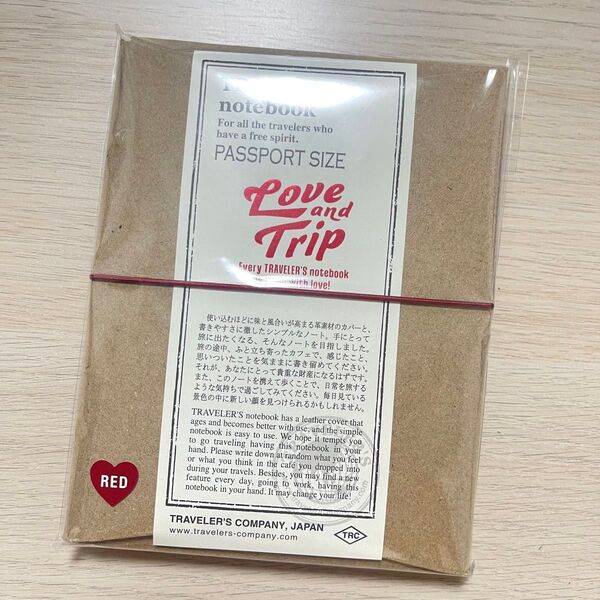 notebook
For all the travelers who
have a free spirit.
PASSPORT SIZE
Love
and
Trip
Every TRAVELER'S notebook
with love!
使い込むほどに味と風合いが高まる革素材のカバーと、
書きやすさに徹したシンプルなノート。手にとって
旅に出たくなる、そんなノートを目指しました。
旅の途中、ふと立ち寄ったカフェで、感じたこと、
思いついたことを気ままに書き留めてください。
それが、あなたにとって貴重な財産になるはずです。
また、このノートを携えて歩くことで、日常を旅する
ような気持ちで過ごしてみてください。毎日見ている
景色の中に新しい顔を見つけられるかもしれません。
TRAVELER'S notebook has a leather cover that
ages and becomes better with use, and the simple
notebook is easy to use. We hope it tempts you
to go traveling having this notebook in your
hand. Please write down at random what you feel
or what you think in the café you dropped into
during your travels. Besides, you may find a new
feature every day, going to work, having this
notebook in your hand. It may change your life!
RED
TRAVELER'S COMPANY, JAPAN
www.travelers-company.com
TRC